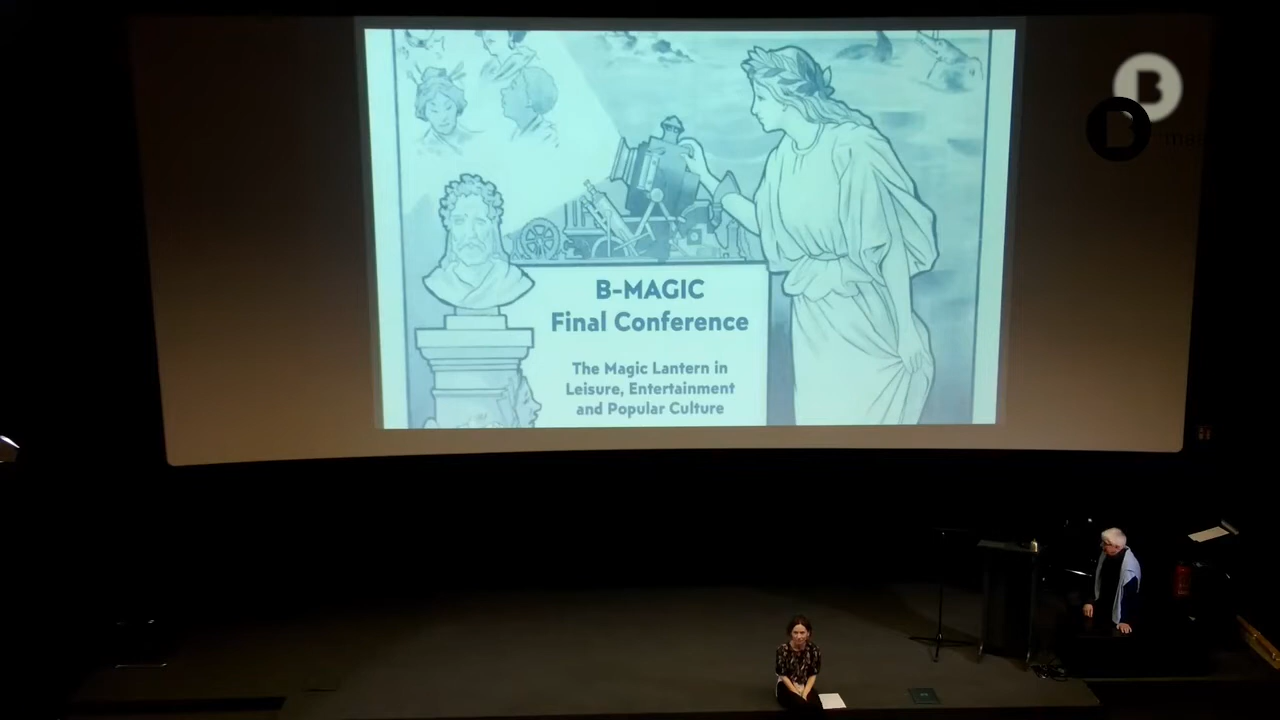 B-MAGIC
Final Conference
The Magic Lantern in
Leisure, Entertainment
and Popular Culture
B
B